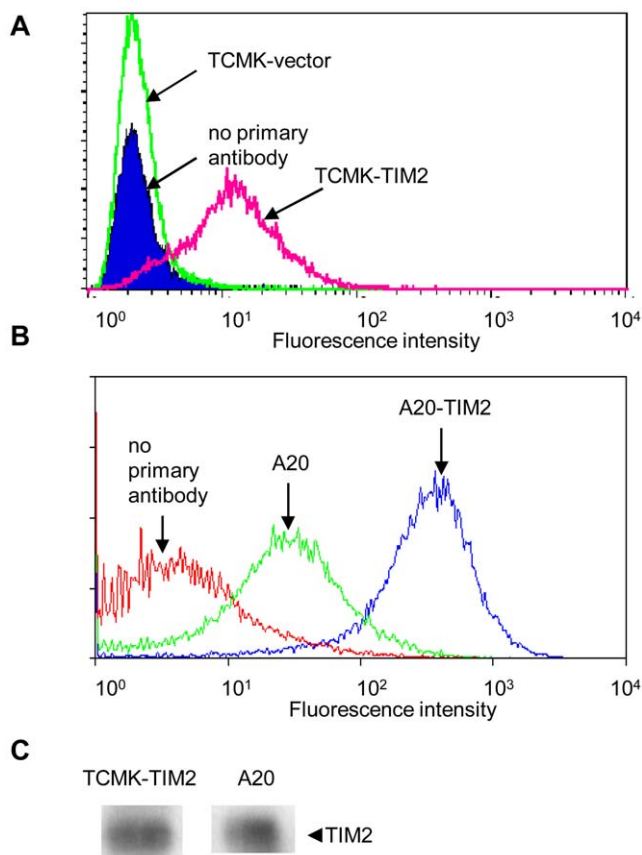 A
TCMK-vector
no primary
antibody
TCMK-TIM2
10⁰ 10¹ 10² 10³ 10⁴
Fluorescence intensity
B
A20-TIM2
no
primary
antibody
A20
10⁰ 10¹ 10² 10³ 10⁴
Fluorescence intensity
C
TCMK-TIM2 A20
◄TIM2